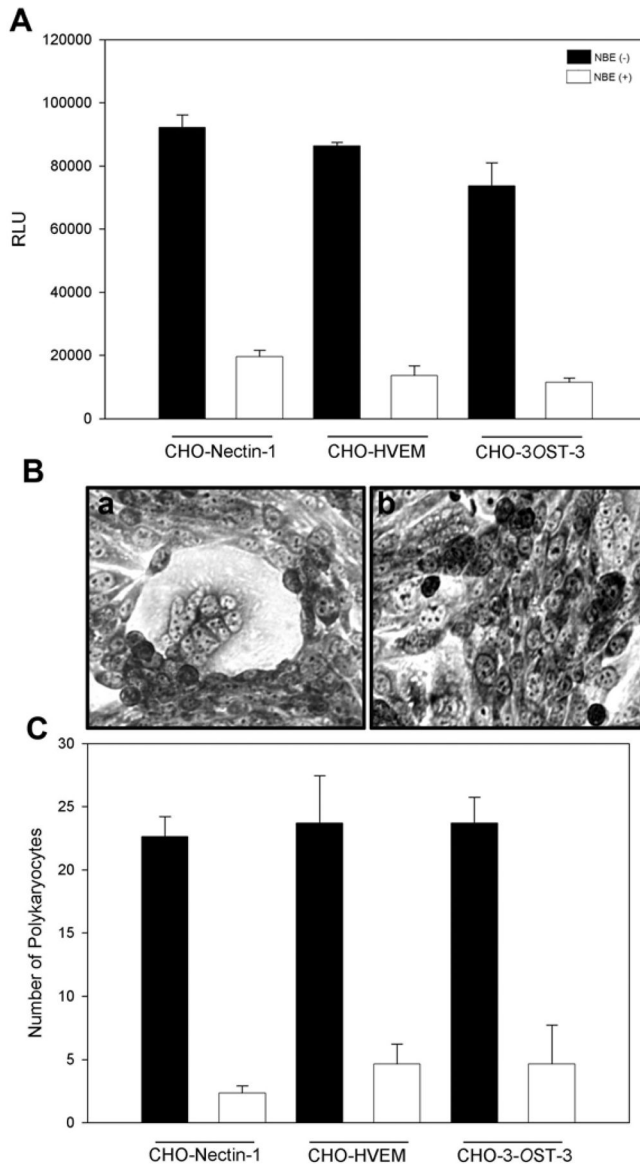 A
120000
100000
80000
60000
40000
20000
0
RLU
NBE (-)
NBE (+)
CHO-Nectin-1 CHO-HVEM CHO-3OST-3
B
a b
C
30
25
20
15
10
5
0
Number of Polykaryocytes
CHO-Nectin-1 CHO-HVEM CHO-3-OST-3